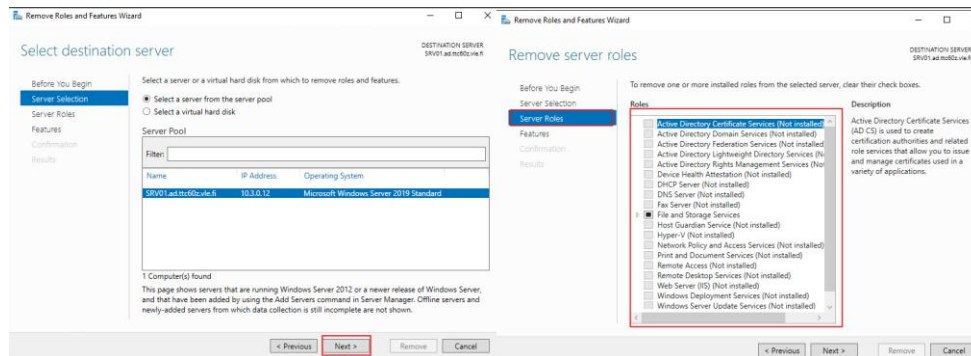 Remove Roles and Features Wizard
Select destination server
DESTINATION SERVER
SRV01.ad.ttc60z.vle.fi
Before You Begin
Server Selection
Server Roles
Features
Confirmation
Results
Select a server or a virtual hard disk from which to remove roles and features.
Select a server from the server pool
Select a virtual hard disk
Server Pool
Filter:
Name IP Address Operating System
SRV01.ad.ttc60z.vle.fi 10.3.0.12 Microsoft Windows Server 2019 Standard
1 Computer(s) found
This page shows servers that are running Windows Server 2012 or a newer release of Windows Server,
and that have been added by using the Add Servers command in Server Manager. Offline servers and
newly-added servers from which data collection is still incomplete are not shown.
< Previous Next > Remove Cancel
Remove Roles and Features Wizard
Remove server roles
DESTINATION SERVER
SRV01.ad.ttc60z.vle.fi
Before You Begin
Server Selection
Server Roles
Features
Confirmation
Results
To remove one or more installed roles from the selected server, clear their check boxes.
Roles
Active Directory Certificate Services (Not installed)
Active Directory Domain Services (Not installed)
Active Directory Federation Services (Not installed
Active Directory Lightweight Directory Services (N
Active Directory Rights Management Services (Not
Device Health Attestation (Not installed)
DHCP Server (Not installed)
DNS Server (Not installed)
Fax Server (Not installed)
File and Storage Services
Host Guardian Service (Not installed)
Hyper-V (Not installed)
Network Policy and Access Services (Not installed)
Print and Document Services (Not installed)
Remote Access (Not installed)
Remote Desktop Services (Not installed)
Web Server (IIS) (Not installed)
Windows Deployment Services (Not installed)
Windows Server Update Services (Not installed)
Description
Active Directory Certificate Services
(AD CS) is used to create
certification authorities and related
role services that allow you to issue
and manage certificates used in a
variety of applications.
< Previous Next > Remove Cancel